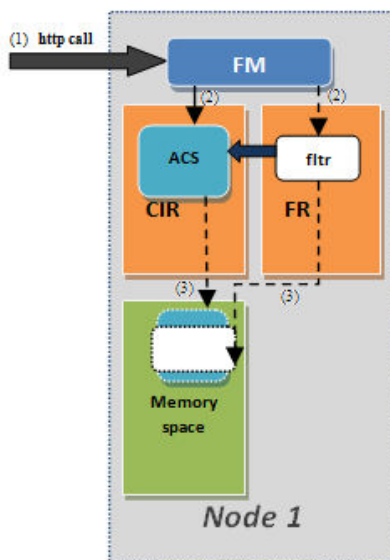 (1) http call
FM
(2)
(2)
ACS
fltr
CIR
FR
(3)
(3)
Memory
space
Node 1